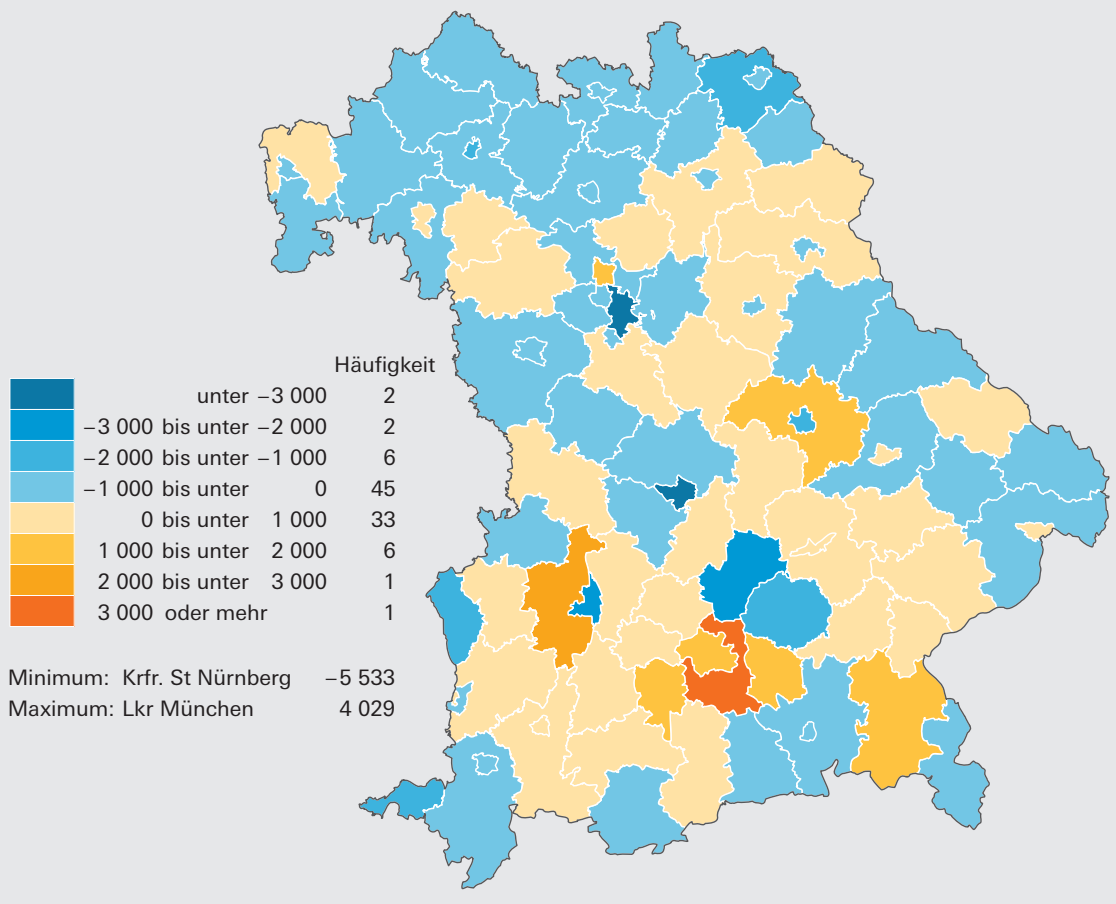 Häufigkeit
unter −3 000 2
−3 000 bis unter −2 000 2
−2 000 bis unter −1 000 6
−1 000 bis unter 0 45
0 bis unter 1 000 33
1 000 bis unter 2 000 6
2 000 bis unter 3 000 1
3 000 oder mehr 1
Minimum: Krfr. St Nürnberg −5 533
Maximum: Lkr München 4 029